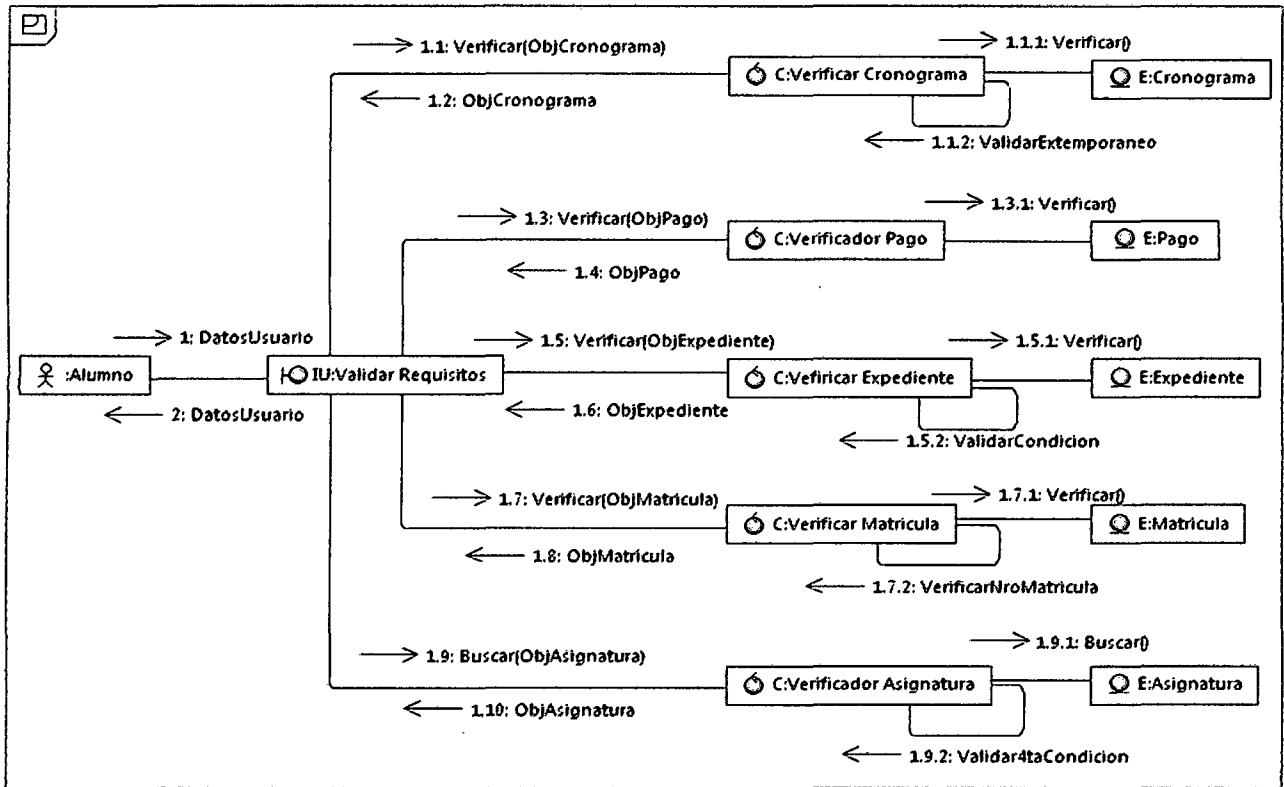 1.1: Verificar(ObjCronograma)
1.1.1: Verificar()
C:Verificar Cronograma
E:Cronograma
1.2: ObjCronograma
1.1.2: ValidarExtemporaneo
1.3: Verificar(ObjPago)
1.3.1: Verificar()
C:Verificador Pago
E:Pago
1.4: ObjPago
1: DatosUsuario
1.5: Verificar(ObjExpediente)
1.5.1: Verificar()
:Alumno
IU:Validar Requisitos
C:Vefiricar Expediente
E:Expediente
2: DatosUsuario
1.6: ObjExpediente
1.5.2: ValidarCondicion
1.7: Verificar(ObjMatricula)
1.7.1: Verificar()
C:Verificar Matricula
E:Matricula
1.8: ObjMatricula
1.7.2: VerificarNroMatricula
1.9: Buscar(ObjAsignatura)
1.9.1: Buscar()
C:Verificador Asignatura
E:Asignatura
1.10: ObjAsignatura
1.9.2: Validar4taCondicion